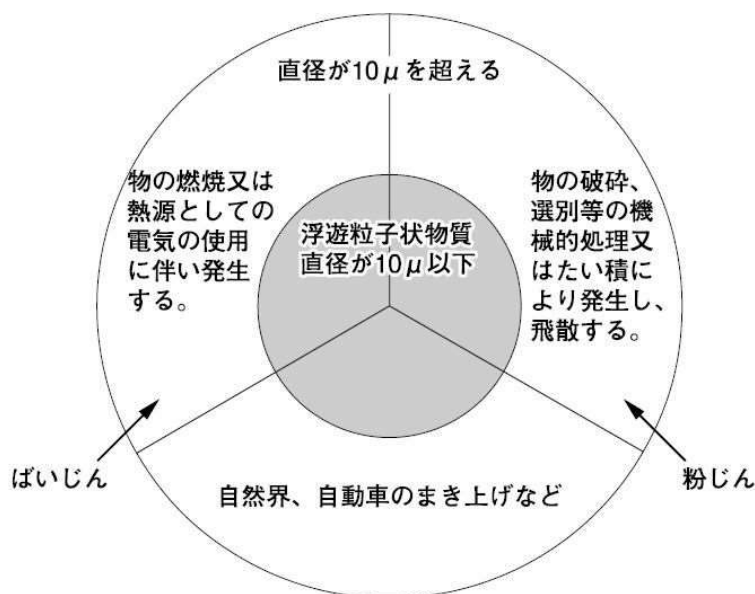 直径が10μを超える
物の燃焼又は
熱源としての
電気の使用
に伴い発生
する。
浮遊粒子状物質
直径が10μ以下
物の破砕、
選別等の機
械的処理又
はたい積に
より発生し、
飛散する。
ばいじん
粉じん
自然界、自動車のまき上げなど